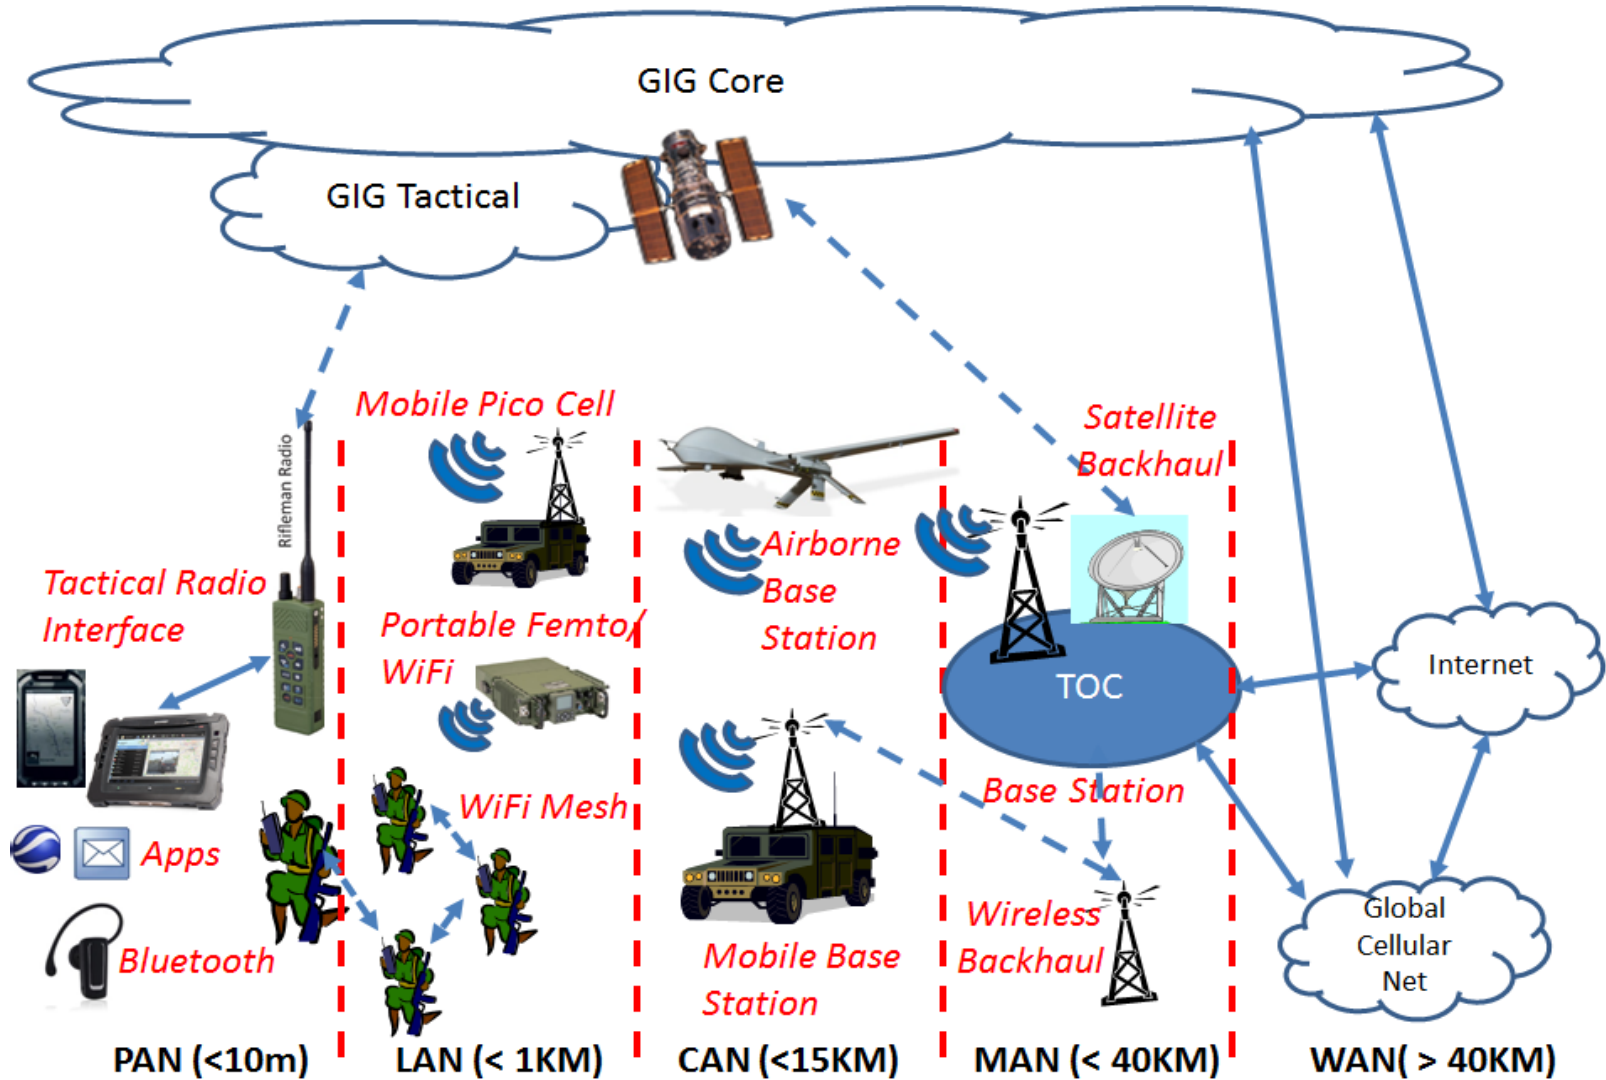 GIG Core
GIG Tactical
Mobile Pico Cell
Satellite
Backhaul
Rifleman Radio
Airborne
Base
Station
Tactical Radio
Interface
Portable Femto/
WiFi
Internet
TOC
WiFi Mesh
Base Station
Apps
Global
Cellular
Net
Wireless
Backhaul
Bluetooth
Mobile Base
Station
PAN (<10m)
LAN (< 1KM)
CAN (<15KM)
MAN (< 40KM)
WAN( > 40KM)